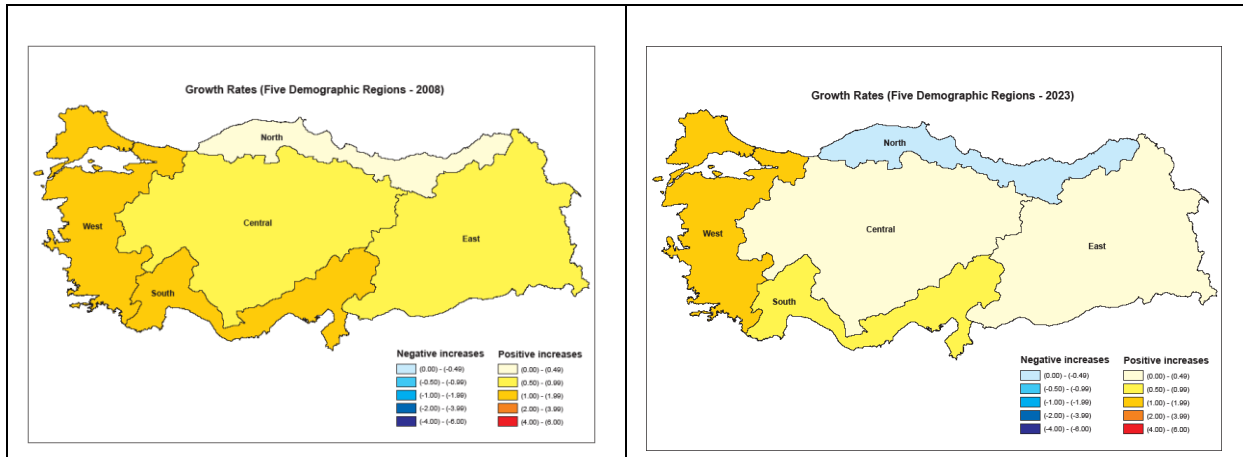 Growth Rates (Five Demographic Regions - 2008)
North
West
Central
East
South
Negative increases Positive increases
(0.00) - (-0.49) (0.00) - (0.49)
(-0.50) - (-0.99) (0.50) - (0.99)
(-1.00) - (-1.99) (1.00) - (1.99)
(-2.00) - (-3.99) (2.00) - (3.99)
(-4.00) - (-6.00) (4.00) - (6.00)
Growth Rates (Five Demographic Regions - 2023)
North
West
Central
East
South
Negative increases Positive increases
(0.00) - (-0.49) (0.00) - (0.49)
(-0.50) - (-0.99) (0.50) - (0.99)
(-1.00) - (-1.99) (1.00) - (1.99)
(-2.00) - (-3.99) (2.00) - (3.99)
(-4.00) - (-6.00) (4.00) - (6.00)